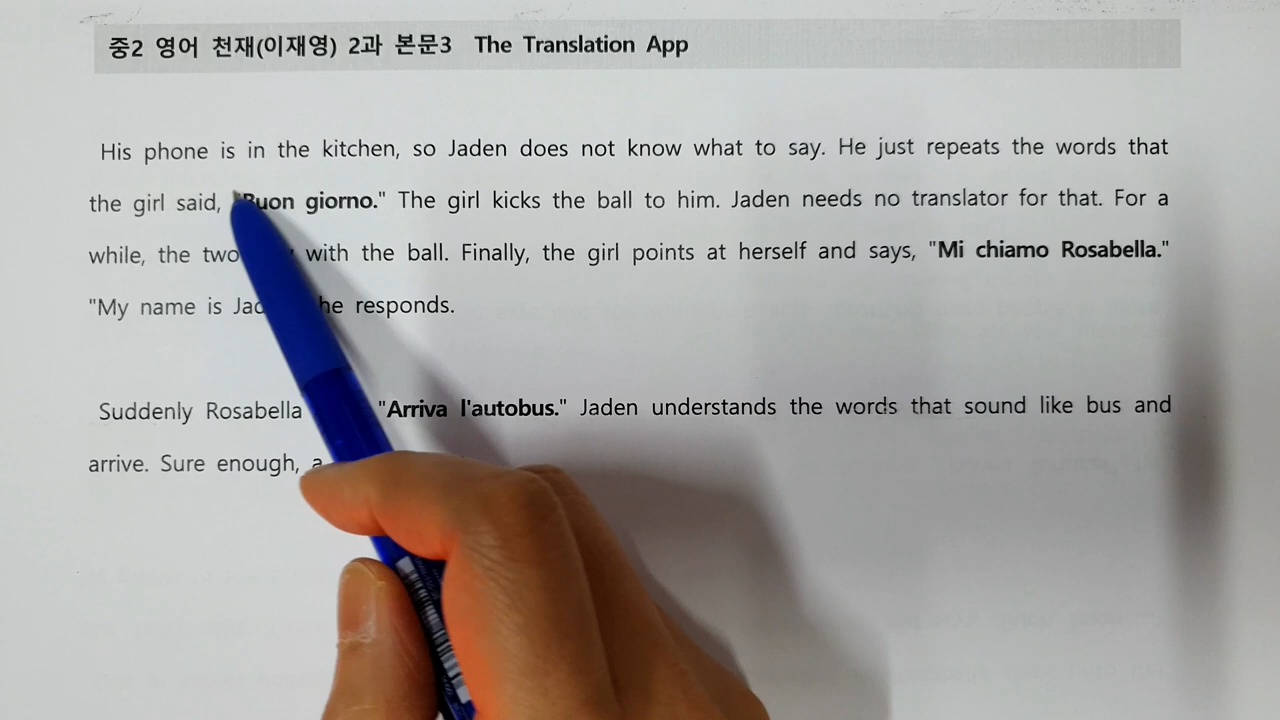 중2 영어 천재(이재영) 2과 본문3 The Translation App
His phone is in the kitchen, so Jaden does not know what to say. He just repeats the words that
the girl said, "Buon giorno." The girl kicks the ball to him. Jaden needs no translator for that. For a
while, the two with the ball. Finally, the girl points at herself and says, "Mi chiamo Rosabella."
"My name is he responds.
Suddenly Rosabella "Arriva l'autobus." Jaden understands the words that sound like bus and
arrive. Sure enough, a